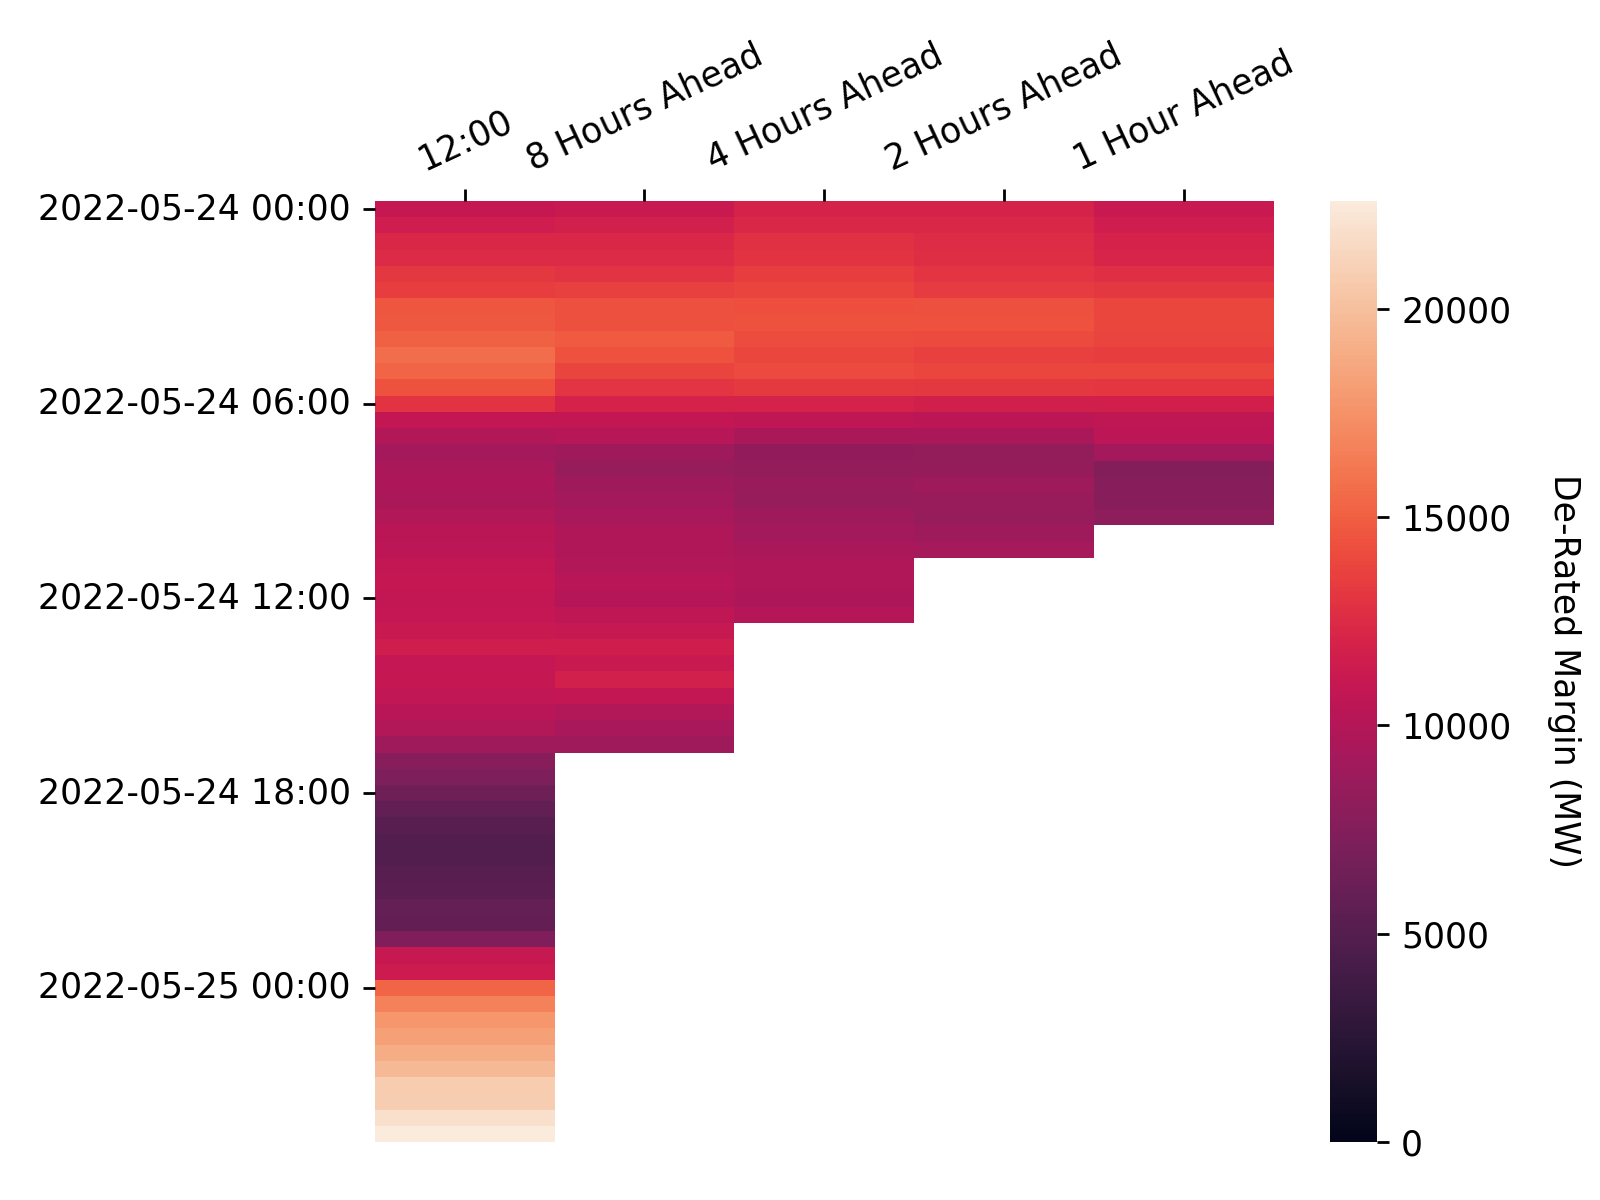 12:00
8 Hours Ahead
4 Hours Ahead
2 Hours Ahead
1 Hour Ahead
2022-05-24 00:00
2022-05-24 06:00
2022-05-24 12:00
2022-05-24 18:00
2022-05-25 00:00
20000
15000
10000
5000
0
De-Rated Margin (MW)